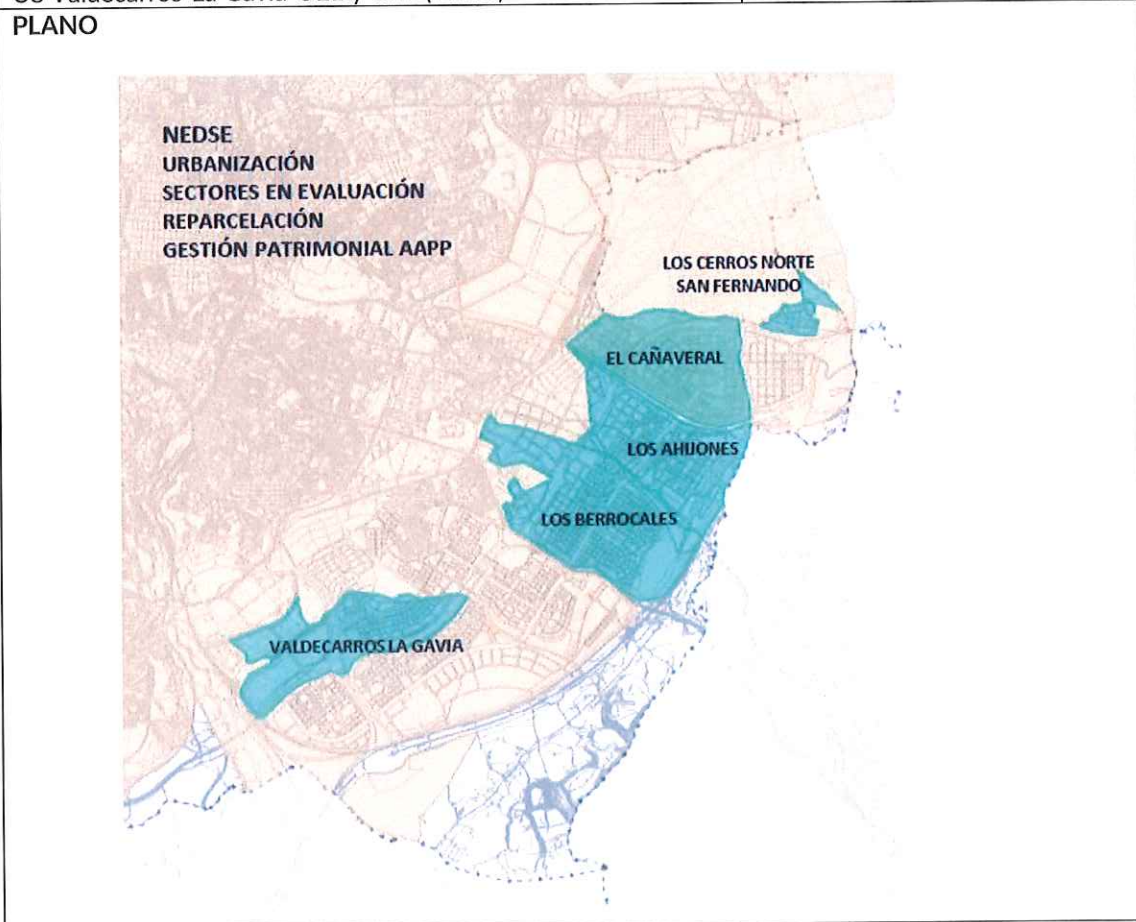 PLANO
NEDSE
URBANIZACIÓN
SECTORES EN EVALUACIÓN
REPARCELACIÓN
GESTIÓN PATRIMONIAL AAPP
LOS CERROS NORTE
SAN FERNANDO
EL CAÑAVERAL
LOS AHIJONES
LOS BERROCALES
VALDECARROS LA GAVIA